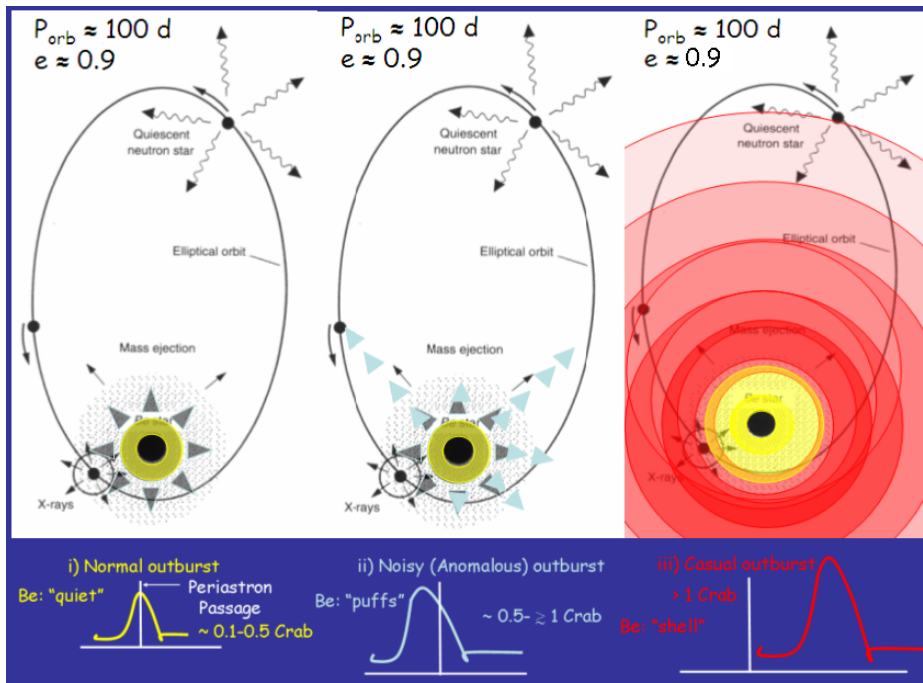 P_orb ≈ 100 d
e ≈ 0.9
Quiescent
neutron star
Elliptical orbit
Mass ejection
Be star
X-rays
P_orb ≈ 100 d
e ≈ 0.9
Quiescent
neutron star
Elliptical orbit
Mass ejection
Be star
X-rays
P_orb ≈ 100 d
e ≈ 0.9
Quiescent
neutron star
Elliptical orbit
Mass ejection
Be star
X-rays
i) Normal outburst
Be: "quiet"
Periastron
Passage
~ 0.1-0.5 Crab
ii) Noisy (Anomalous) outburst
Be: "puffs"
~ 0.5- ≳ 1 Crab
iii) Casual outburst
> 1 Crab
Be: "shell"